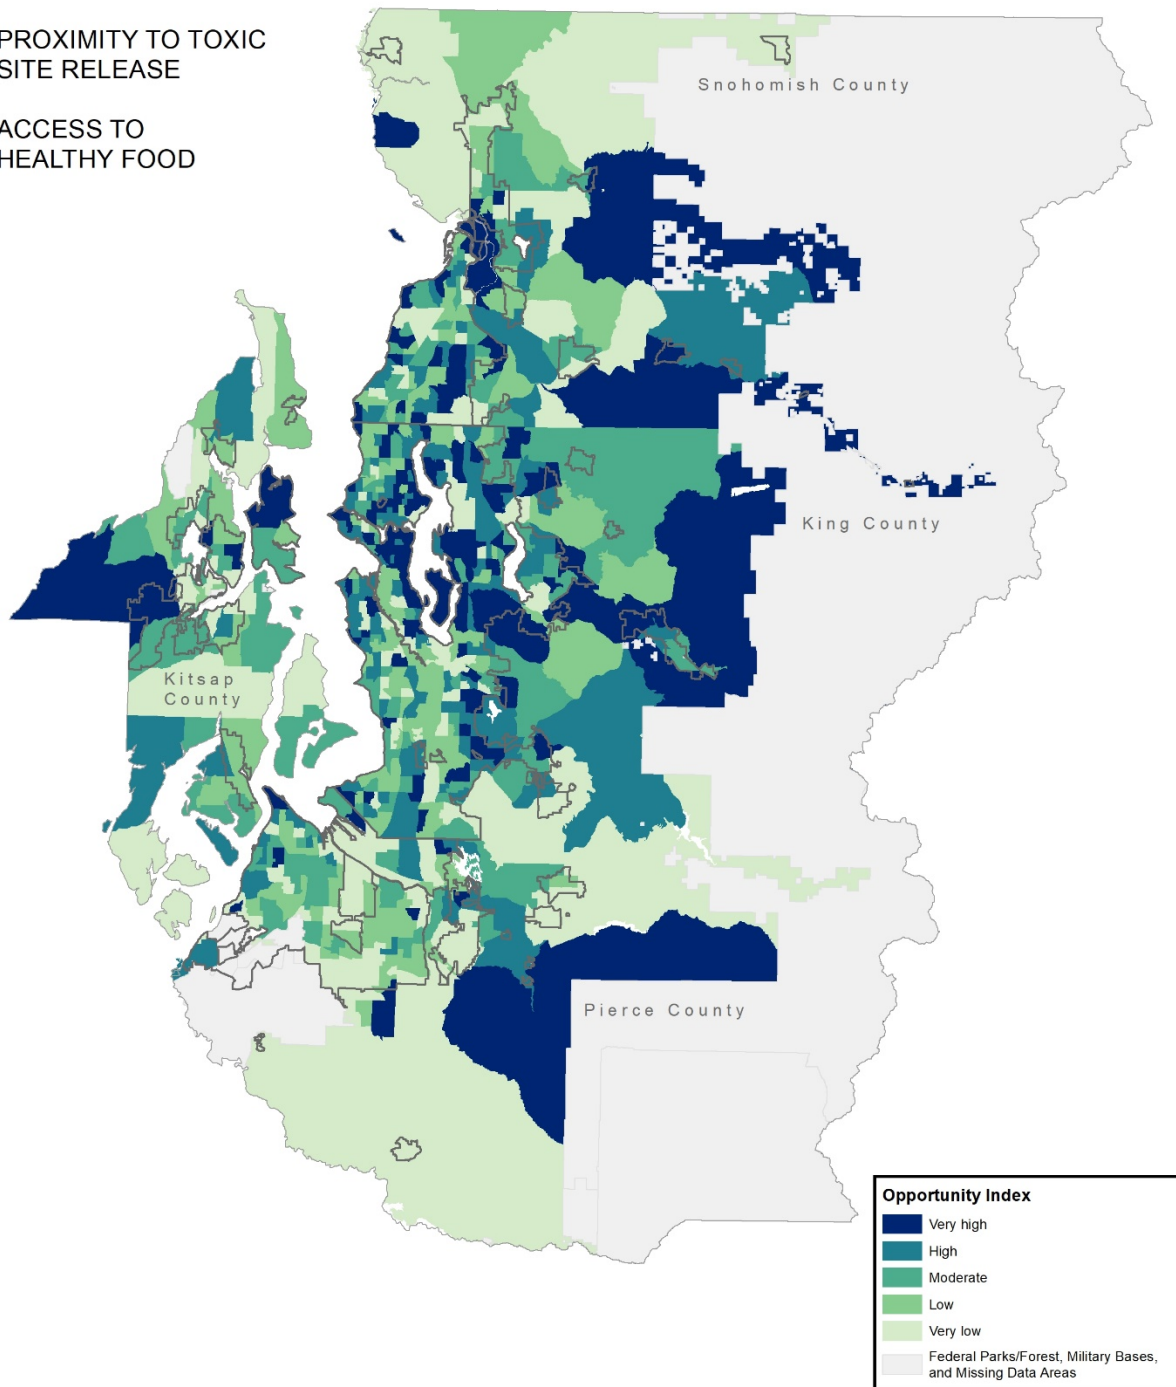 PROXIMITY TO TOXIC
SITE RELEASE
ACCESS TO
HEALTHY FOOD
Snohomish County
King County
Kitsap
County
Pierce County
Opportunity Index
Very high
High
Moderate
Low
Very low
Federal Parks/Forest, Military Bases,
and Missing Data Areas